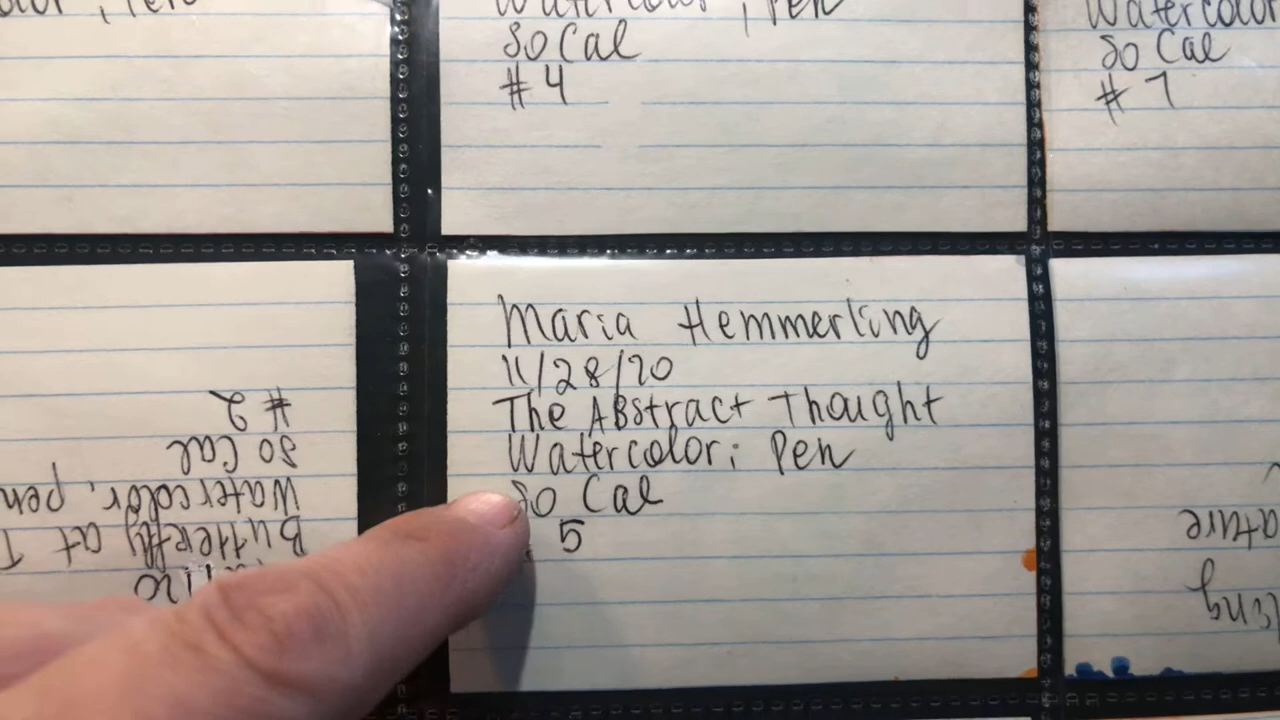 Pen
Watercolor, Pen
So Cal
# 4
Watercolor
So Cal
# 7
Maria Hemmerling
11/28/20
The Abstract Thought
Watercolor; Pen
So Cal
5
Butterfly at
Watercolor, pen
So Cal
# 2